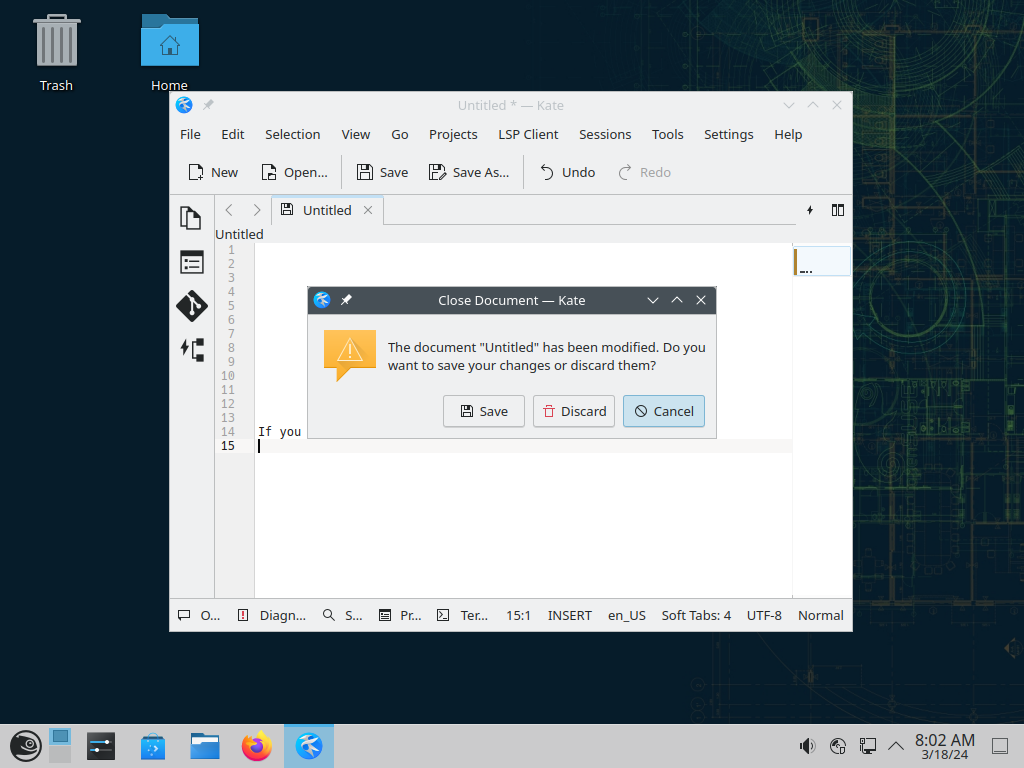 Trash
Home
Untitled * — Kate
File Edit Selection View Go Projects LSP Client Sessions Tools Settings Help
New Open... Save Save As... Undo Redo
Untitled
Untitled
1
2
3
4
5
6
7
8
9
10
11
12
13
14 If you
15
Close Document — Kate
The document "Untitled" has been modified. Do you
want to save your changes or discard them?
Save Discard Cancel
O... Diagn... S... Pr... Ter... 15:1 INSERT en_US Soft Tabs: 4 UTF-8 Normal
8:02 AM
3/18/24